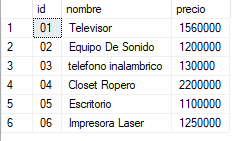 id nombre precio
1 01 Televisor 1560000
2 02 Equipo De Sonido 1200000
3 03 telefono inalambrico 130000
4 04 Closet Ropero 2200000
5 05 Escritorio 1100000
6 06 Impresora Laser 1250000